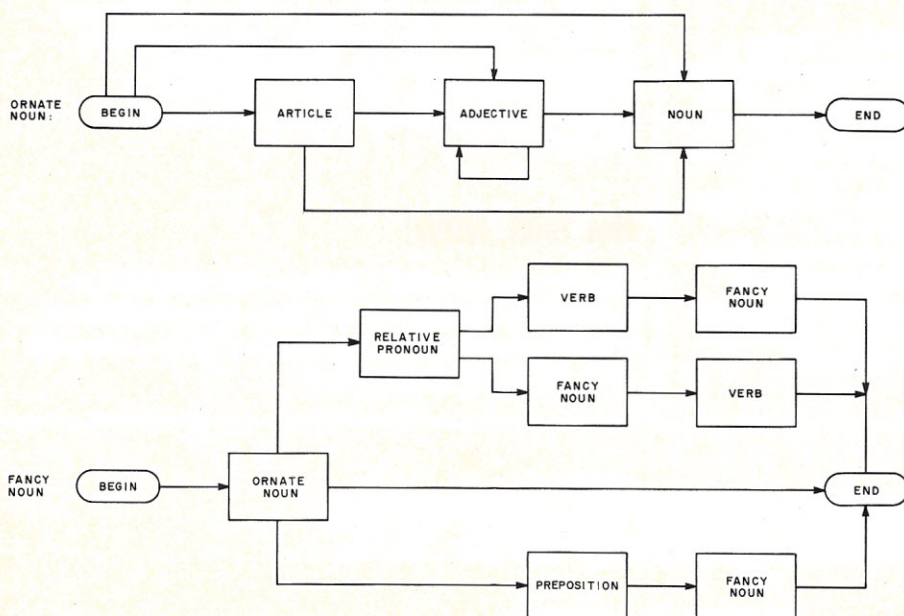 ORNATE
NOUN:
BEGIN
ARTICLE
ADJECTIVE
NOUN
END
RELATIVE
PRONOUN
VERB
FANCY
NOUN
FANCY
NOUN
VERB
FANCY
NOUN
BEGIN
ORNATE
NOUN
END
PREPOSITION
FANCY
NOUN